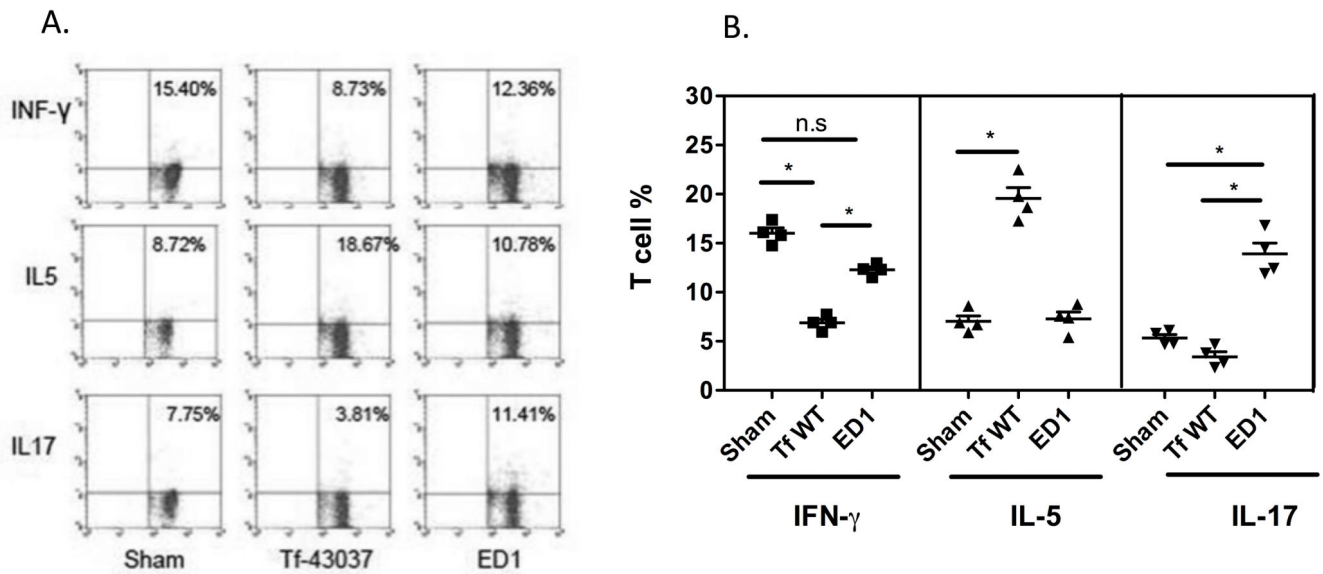 A.
INF-γ
15.40%
8.73%
12.36%
IL5
8.72%
18.67%
10.78%
IL17
7.75%
3.81%
11.41%
Sham
Tf-43037
ED1
B.
T cell %
30
25
20
15
10
5
0
n.s
*
*
*
*
*
Sham
Tf WT
ED1
Sham
Tf WT
ED1
Sham
Tf WT
ED1
IFN-γ
IL-5
IL-17